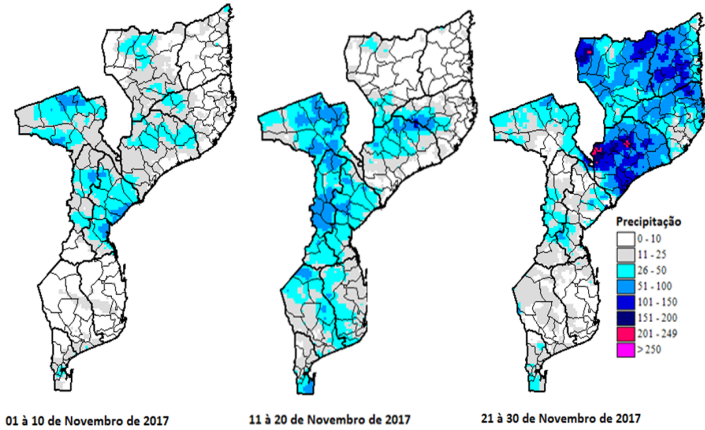 Precipitação
0 - 10
11 - 25
26 - 50
51 - 100
101 - 150
151 - 200
201 - 249
> 250
01 à 10 de Novembro de 2017
11 à 20 de Novembro de 2017
21 à 30 de Novembro de 2017